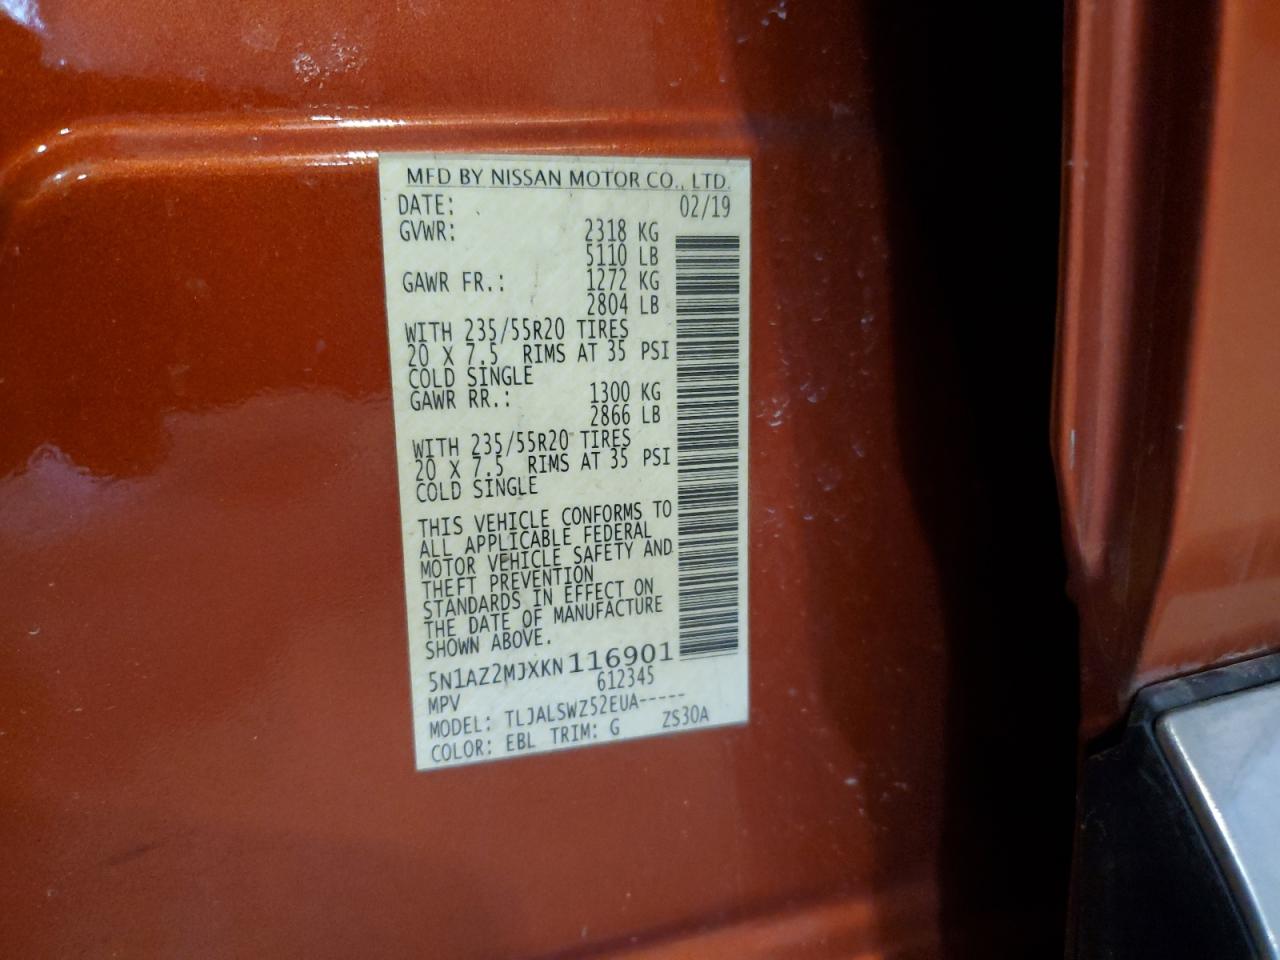 MFD BY NISSAN MOTOR CO., LTD.
DATE: 02/19
GVWR: 2318 KG
5110 LB
GAWR FR.: 1272 KG
2804 LB
WITH 235/55R20 TIRES
20 X 7.5 RIMS AT 35 PSI
COLD SINGLE
GAWR RR.: 1300 KG
2866 LB
WITH 235/55R20 TIRES
20 X 7.5 RIMS AT 35 PSI
COLD SINGLE
THIS VEHICLE CONFORMS TO
ALL APPLICABLE FEDERAL
MOTOR VEHICLE SAFETY AND
THEFT PREVENTION
STANDARDS IN EFFECT ON
THE DATE OF MANUFACTURE
SHOWN ABOVE.
5N1AZ2MJXKN116901
MPV 612345
MODEL: TLJALSWZ52EUA-----
COLOR: EBL TRIM: G ZS30A